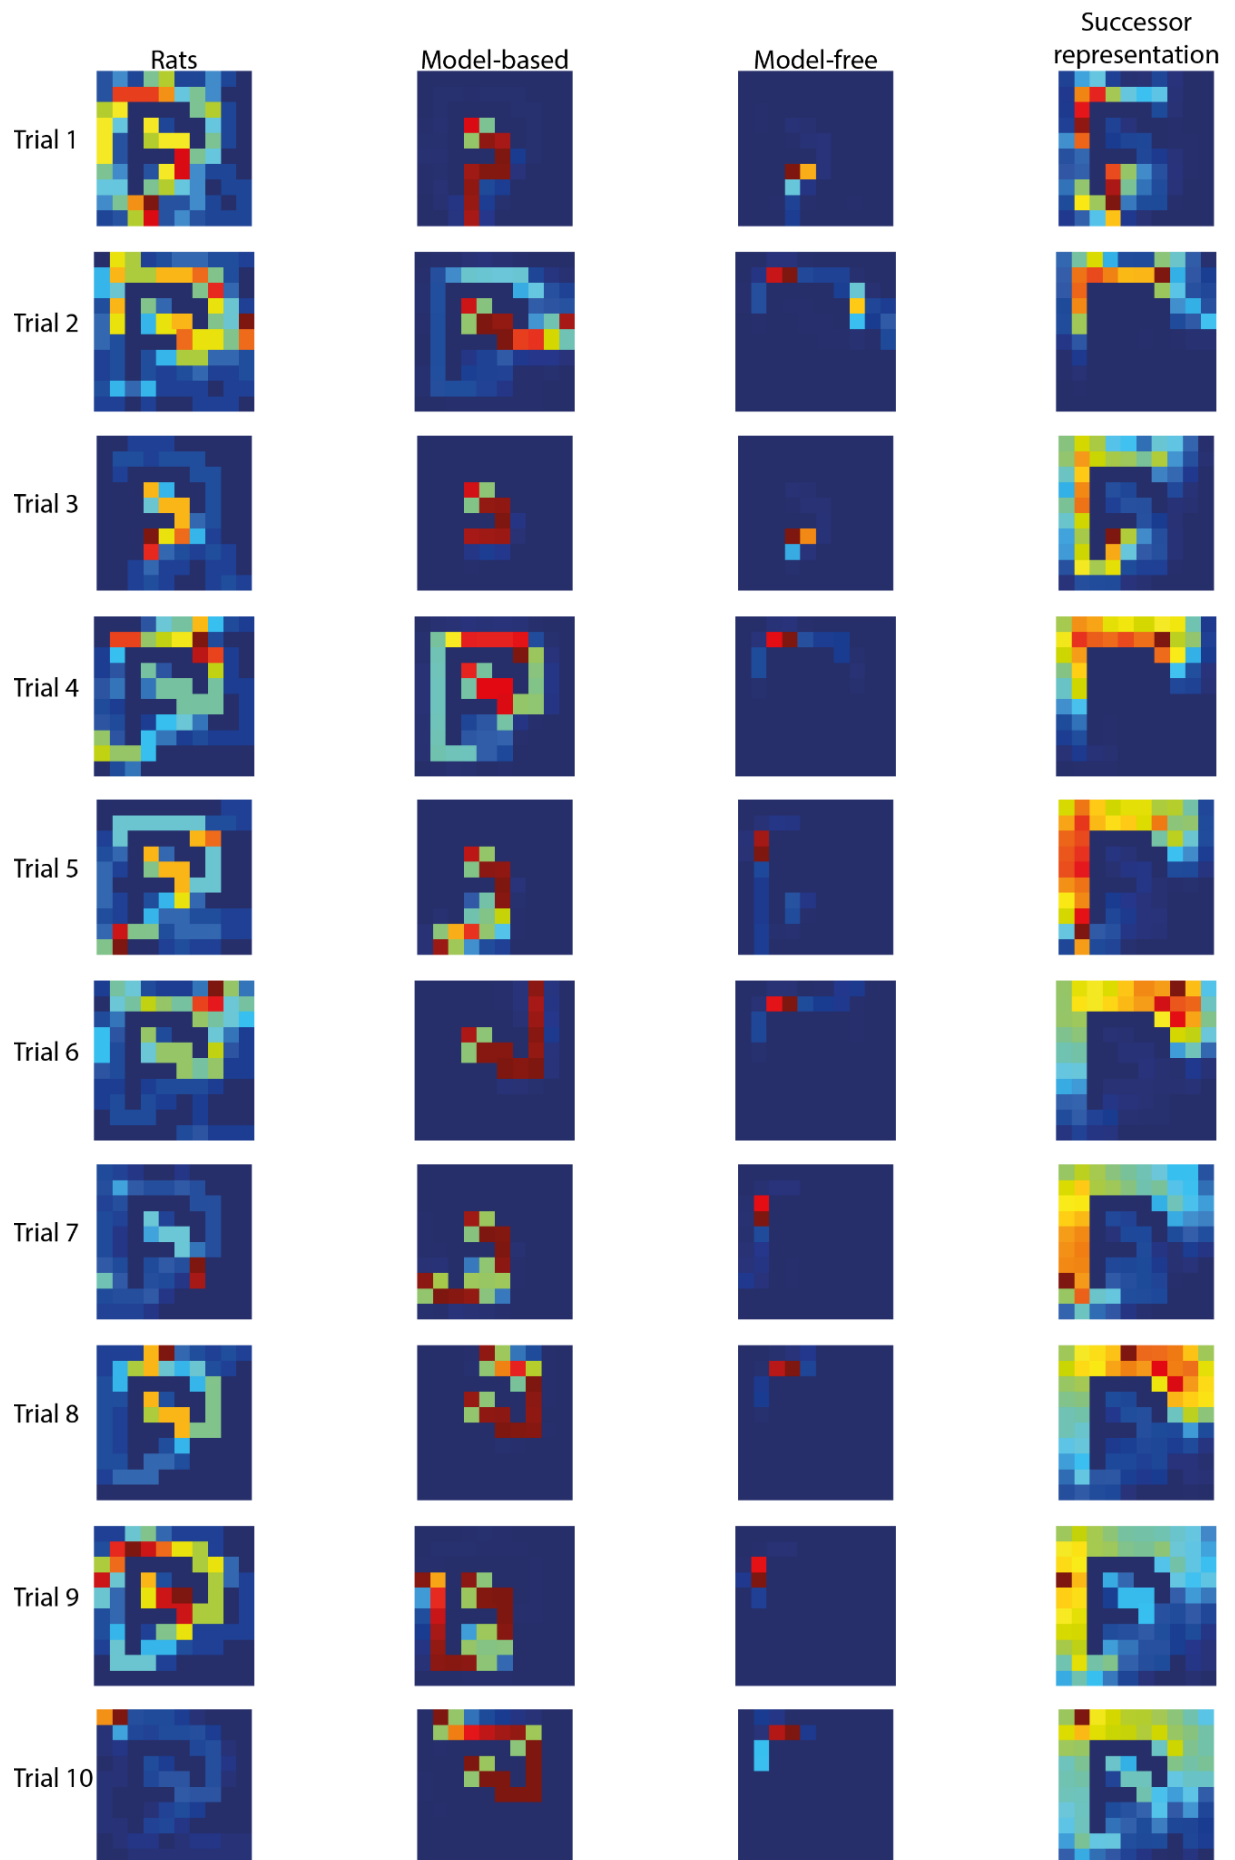 Successor
representation
Rats
Model-based
Model-free
Trial 1
Trial 2
Trial 3
Trial 4
Trial 5
Trial 6
Trial 7
Trial 8
Trial 9
Trial 10